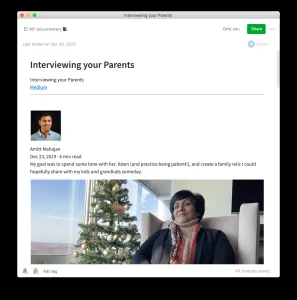 Interviewing your Parents
WP documentary
Only you
Share
Last edited on Oct 28, 2020
Interviewing your Parents
Interviewing your Parents
Medium
Amitt Mahajan
Dec 23, 2019 · 6 min read
My goal was to spend some time with her, listen (and practice being patient!), and create a family relic I could
hopefully share with my kids and grandkids someday.
Add tag
All changes saved